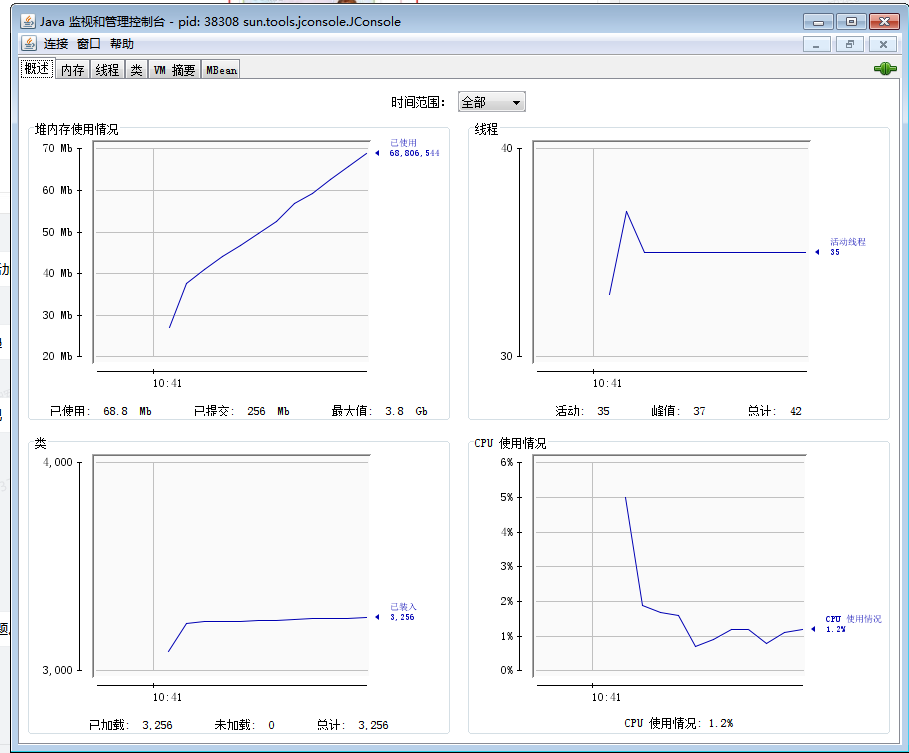 Java 监视和管理控制台 - pid: 38308 sun.tools.jconsole.JConsole
连接 窗口 帮助
概述 内存 线程 类 VM 摘要 MBean
时间范围: 全部
堆内存使用情况
70 Mb
60 Mb
50 Mb
40 Mb
30 Mb
20 Mb
已使用
68,806,544
10:41
已使用: 68.8 Mb 已提交: 256 Mb 最大值: 3.8 Gb
线程
40
30
活动线程
35
10:41
活动: 35 峰值: 37 总计: 42
类
4,000
3,000
已装入
3,256
10:41
已加载: 3,256 未加载: 0 总计: 3,256
CPU 使用情况
6%
5%
4%
3%
2%
1%
0%
CPU 使用情况
1.2%
10:41
CPU 使用情况: 1.2%